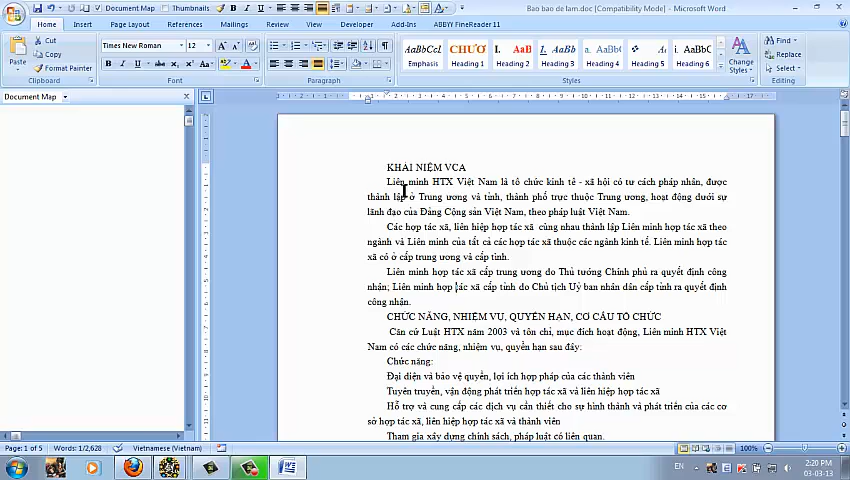 Document Map
Thumbnails
Bao bao de lam.doc [Compatibility Mode] - Microsoft Word
Home Insert Page Layout References Mailings Review View Developer Add-Ins ABBYY FineReader 11
Paste
Cut
Copy
Format Painter
Clipboard
Times New Roman 12
Font
Paragraph
AaBbCcL CHƯƠ I. AaB I. AaBb 1. AaBbC AaBbC i. AaBbC
Emphasis Heading 1 Heading 2 Heading 3 Heading 4 Heading 5 Heading 6
Change Styles
Styles
Find
Replace
Select
Editing
Document Map
KHÁI NIỆM VCA
Liên minh HTX Việt Nam là tổ chức kinh tế - xã hội có tư cách pháp nhân, được
thành lập ở Trung ương và tỉnh, thành phố trực thuộc Trung ương, hoạt động dưới sự
lãnh đạo của Đảng Cộng sản Việt Nam, theo pháp luật Việt Nam.
Các hợp tác xã, liên hiệp hợp tác xã cùng nhau thành lập Liên minh hợp tác xã theo
ngành và Liên minh của tất cả các hợp tác xã thuộc các ngành kinh tế. Liên minh hợp tác
xã có ở cấp trung ương và cấp tỉnh.
Liên minh hợp tác xã cấp trung ương do Thủ tướng Chính phủ ra quyết định công
nhận; Liên minh hợp tác xã cấp tỉnh do Chủ tịch Uỷ ban nhân dân cấp tỉnh ra quyết định
công nhận.
CHỨC NĂNG, NHIỆM VỤ, QUYỀN HẠN, CƠ CẤU TỔ CHỨC
Căn cứ Luật HTX năm 2003 và tôn chỉ, mục đích hoạt động, Liên minh HTX Việt
Nam có các chức năng, nhiệm vụ, quyền hạn sau đây:
Chức năng:
Đại diện và bảo vệ quyền, lợi ích hợp pháp của các thành viên
Tuyên truyền, vận động phát triển hợp tác xã và liên hiệp hợp tác xã
Hỗ trợ và cung cấp các dịch vụ cần thiết cho sự hình thành và phát triển của các cơ
sở hợp tác xã, liên hiệp hợp tác xã và thành viên
Tham gia xây dựng chính sách, pháp luật có liên quan.
Page: 1 of 5 Words: 1/2,628 Vietnamese (Vietnam) 100%
EN 2:20 PM
03-03-13